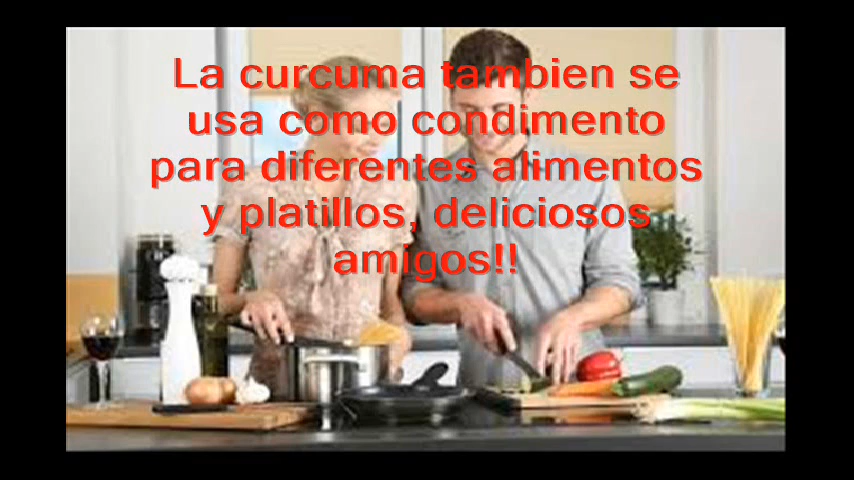 La curcuma tambien se
usa como condimento
para diferentes alimentos
y platillos, deliciosos
amigos!!